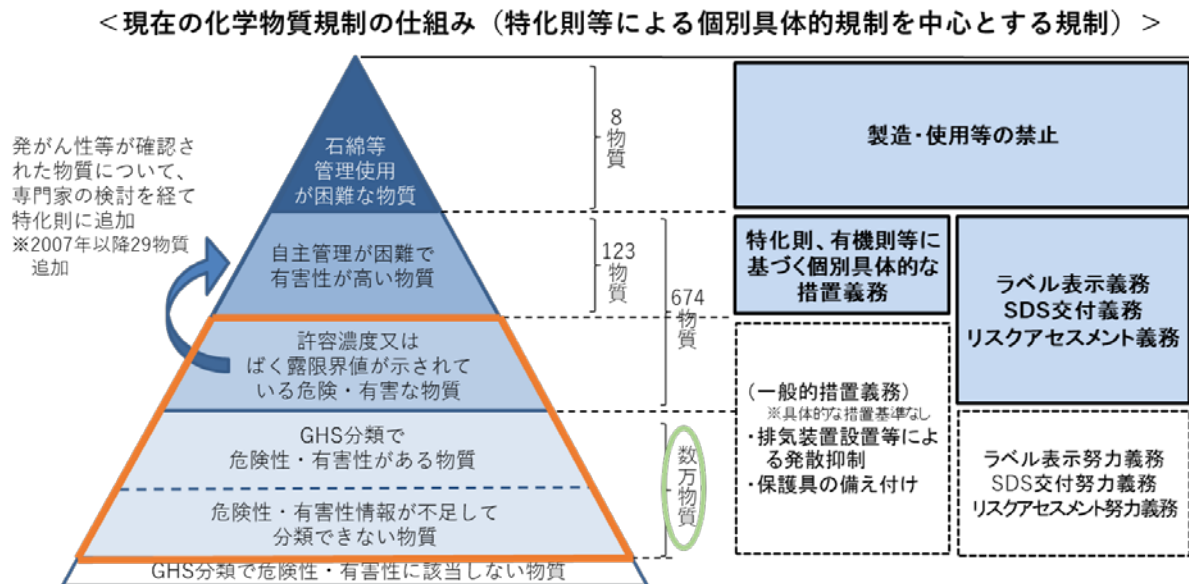 ＜現在の化学物質規制の仕組み（特化則等による個別具体的規制を中心とする規制）＞
発がん性等が確認さ
れた物質について、
専門家の検討を経て
特化則に追加
※2007年以降29物質
追加
石綿等
管理使用
が困難な物質
自主管理が困難で
有害性が高い物質
許容濃度又は
ばく露限界値が示されて
いる危険・有害な物質
GHS分類で
危険性・有害性がある物質
危険性・有害性情報が不足して
分類できない物質
GHS分類で危険性・有害性に該当しない物質
8
物
質
123
物
質
674
物
質
数
万
物
質
製造・使用等の禁止
特化則、有機則等に
基づく個別具体的な
措置義務
ラベル表示義務
SDS交付義務
リスクアセスメント義務
（一般的措置義務）
※具体的な措置基準なし
・排気装置設置等によ
る発散抑制
・保護具の備え付け
ラベル表示努力義務
SDS交付努力義務
リスクアセスメント努力義務